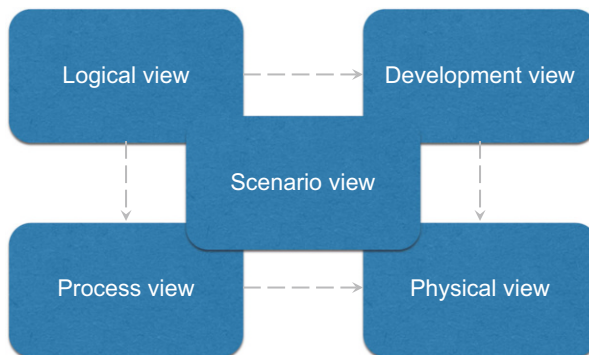 Logical view
Development view
Scenario view
Process view
Physical view